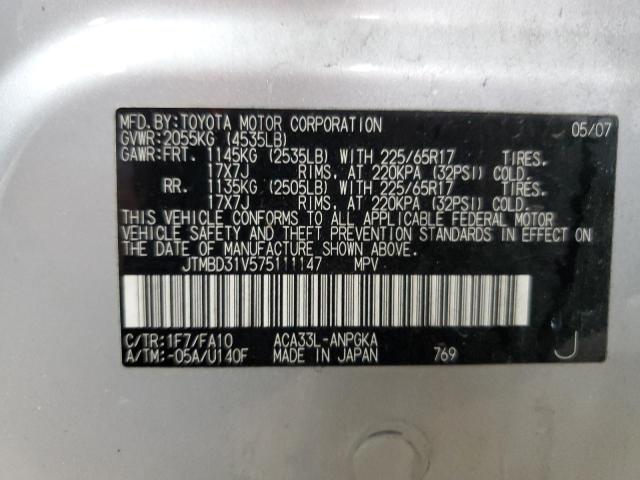 MFD. BY: TOYOTA MOTOR CORPORATION 05/07
GVWR: 2055KG (4535LB)
GAWR: FRT. 1145KG (2535LB) WITH 225/65R17 TIRES.
17X7J RIMS. AT 220KPA (32PSI) COLD.
RR. 1135KG (2505LB) WITH 225/65R17 TIRES.
17X7J RIMS. AT 220KPA (32PSI) COLD.
THIS VEHICLE CONFORMS TO ALL APPLICABLE FEDERAL MOTOR
VEHICLE SAFETY AND THEFT PREVENTION STANDARDS IN EFFECT ON
THE DATE OF MANUFACTURE SHOWN ABOVE.
JTMBD31V575111147 MPV
C/TR: 1F7/FA10 ACA33L-ANPGKA
A/TM: -05A/U140F MADE IN JAPAN 769 J